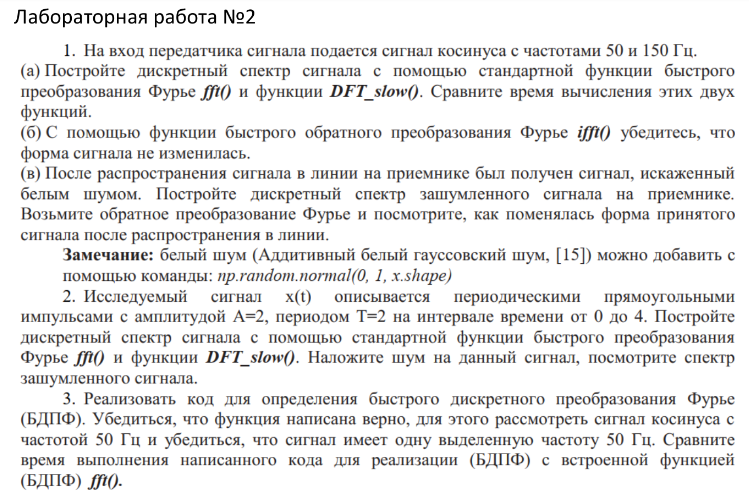 Лабораторная работа №2
1. На вход передатчика сигнала подается сигнал косинуса с частотами 50 и 150 Гц.
(а) Постройте дискретный спектр сигнала с помощью стандартной функции быстрого
преобразования Фурье fft() и функции DFT_slow(). Сравните время вычисления этих двух
функций.
(б) С помощью функции быстрого обратного преобразования Фурье ifft() убедитесь, что
форма сигнала не изменилась.
(в) После распространения сигнала в линии на приемнике был получен сигнал, искаженный
белым шумом. Постройте дискретный спектр зашумленного сигнала на приемнике.
Возьмите обратное преобразование Фурье и посмотрите, как поменялась форма принятого
сигнала после распространения в линии.
Замечание: белый шум (Аддитивный белый гауссовский шум, [15]) можно добавить с
помощью команды: np.random.normal(0, 1, x.shape)
2. Исследуемый сигнал x(t) описывается периодическими прямоугольными
импульсами с амплитудой А=2, периодом Т=2 на интервале времени от 0 до 4. Постройте
дискретный спектр сигнала с помощью стандартной функции быстрого преобразования
Фурье fft() и функции DFT_slow(). Наложите шум на данный сигнал, посмотрите спектр
зашумленного сигнала.
3. Реализовать код для определения быстрого дискретного преобразования Фурье
(БДПФ). Убедиться, что функция написана верно, для этого рассмотреть сигнал косинуса с
частотой 50 Гц и убедиться, что сигнал имеет одну выделенную частоту 50 Гц. Сравните
время выполнения написанного кода для реализации (БДПФ) с встроенной функцией
(БДПФ) fft().